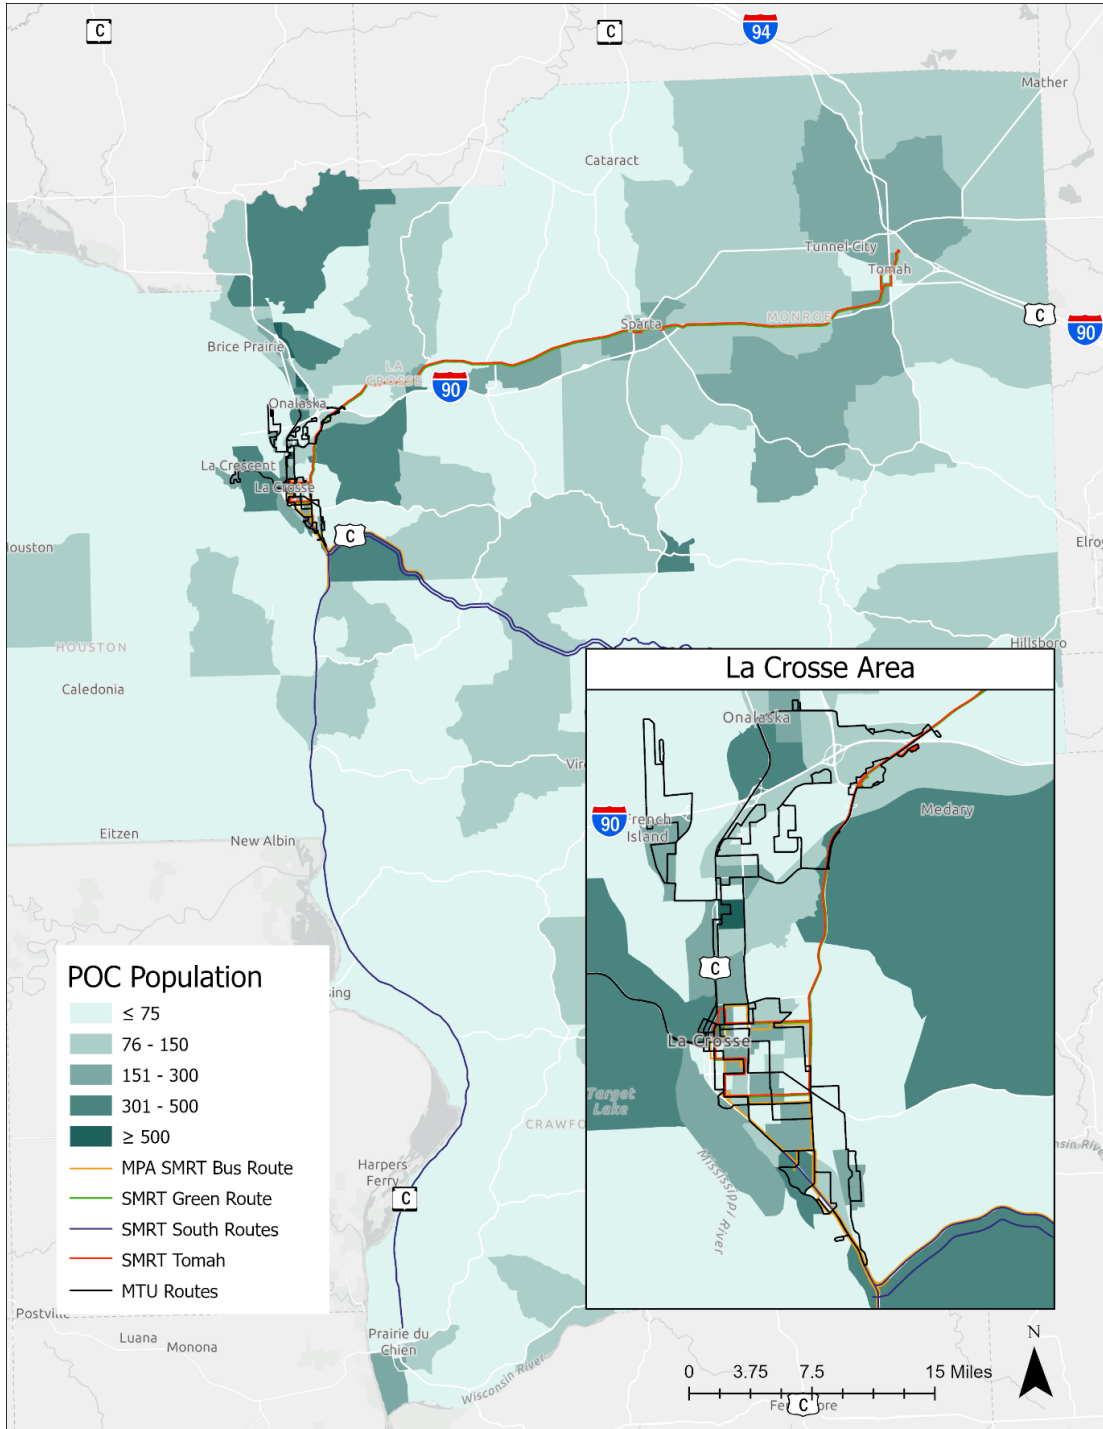 C
C
94
Mather
Cataract
Tunnel City
Tomah
C
90
Sparta
MONROE
Brice Prairie
LA
CROSSE
90
Onalaska
La Crescent
La Crosse
C
Houston
Elroy
Hillsboro
HOUSTON
Caledonia
La Crosse Area
Onalaska
Medary
90
French
Island
C
La Crosse
Target
Lake
Mississippi River
Eitzen
New Albin
POC Population
≤ 75
76 - 150
151 - 300
301 - 500
≥ 500
MPA SMRT Bus Route
SMRT Green Route
SMRT South Routes
SMRT Tomah
MTU Routes
Harpers
Ferry
C
Postville
Luana
Monona
Prairie du
Chien
Wisconsin River
N
0 3.75 7.5 15 Miles
C